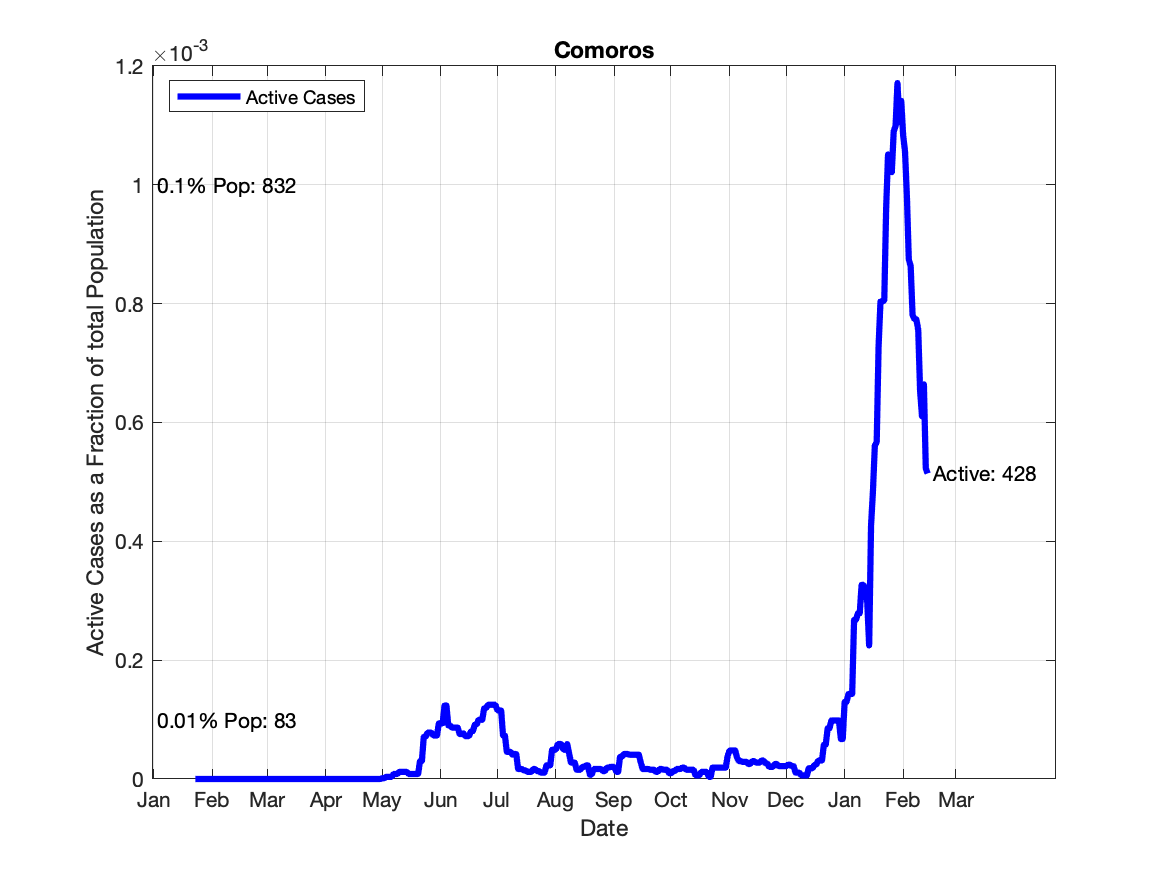 Comoros
×10-3
1.2
1
0.8
0.6
0.4
0.2
0
Active Cases
0.1% Pop: 832
0.01% Pop: 83
Active: 428
Active Cases as a Fraction of total Population
Jan Feb Mar Apr May Jun Jul Aug Sep Oct Nov Dec Jan Feb Mar
Date